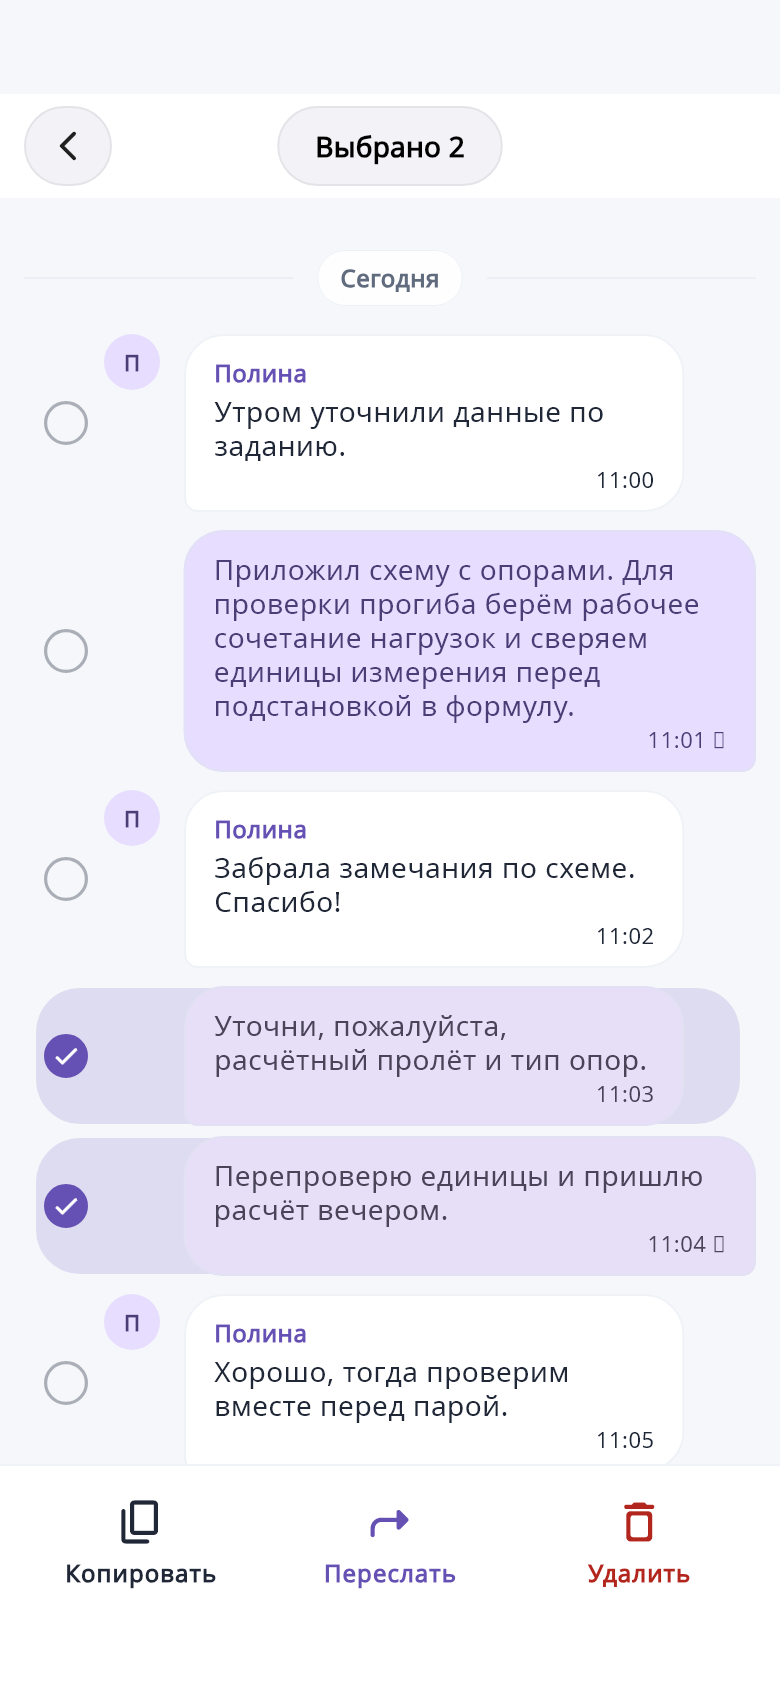 Выбрано 2
Сегодня
П
Полина
Утром уточнили данные по
заданию.
11:00
Приложил схему с опорами. Для
проверки прогиба берём рабочее
сочетание нагрузок и сверяем
единицы измерения перед
подстановкой в формулу.
11:01
П
Полина
Забрала замечания по схеме.
Спасибо!
11:02
Уточни, пожалуйста,
расчётный пролёт и тип опор.
11:03
Перепроверю единицы и пришлю
расчёт вечером.
11:04
П
Полина
Хорошо, тогда проверим
вместе перед парой.
11:05
Копировать
Переслать
Удалить